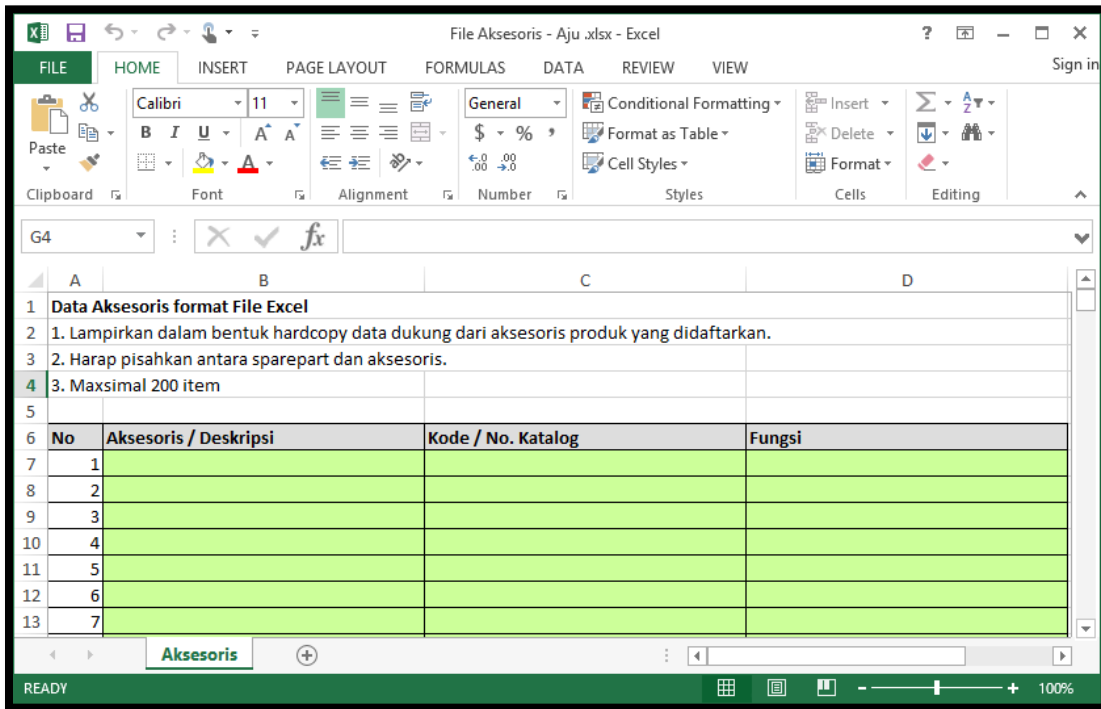 File Aksesoris - Aju .xlsx - Excel
?
FILE HOME INSERT PAGE LAYOUT FORMULAS DATA REVIEW VIEW Sign in
Paste
Calibri 11
B I U A A
A
General
$ % ,
.0 .00
.00 .0
Conditional Formatting
Format as Table
Cell Styles
Insert
Delete
Format
Clipboard Font Alignment Number Styles Cells Editing
G4 fx
A B C D
1 Data Aksesoris format File Excel
2 1. Lampirkan dalam bentuk hardcopy data dukung dari aksesoris produk yang didaftarkan.
3 2. Harap pisahkan antara sparepart dan aksesoris.
4 3. Maxsimal 200 item
5
6 No Aksesoris / Deskripsi Kode / No. Katalog Fungsi
7 1
8 2
9 3
10 4
11 5
12 6
13 7
Aksesoris
READY 100%